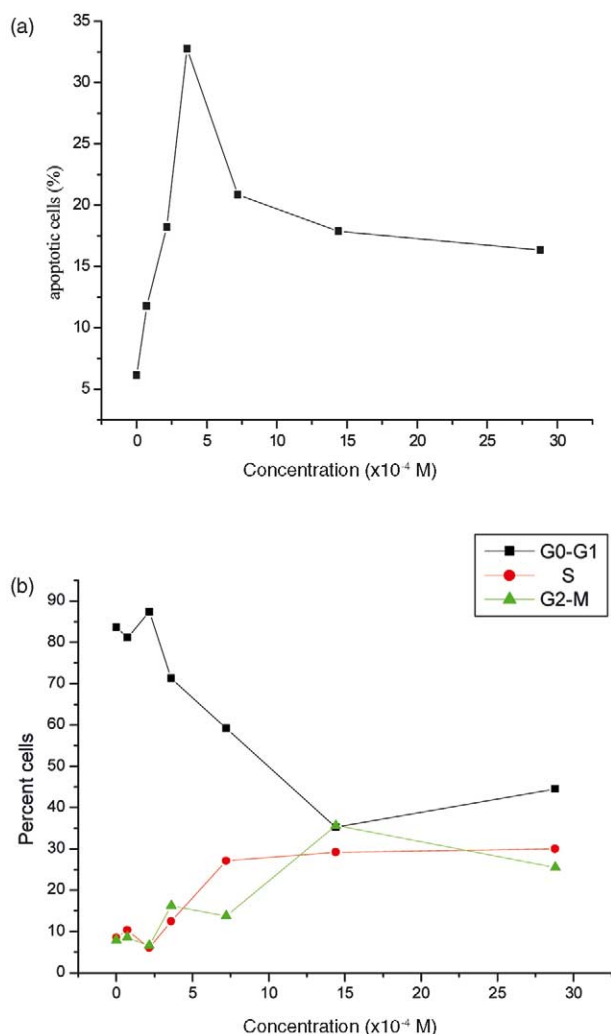 (a)
35
30
25
20
15
10
5
apoptotic cells (%)
0 5 10 15 20 25 30
Concentration (x10⁻⁴ M)
G0-G1
S
G2-M
(b)
90
80
70
60
50
40
30
20
10
0
Percent cells
0 5 10 15 20 25 30
Concentration (x10⁻⁴ M)